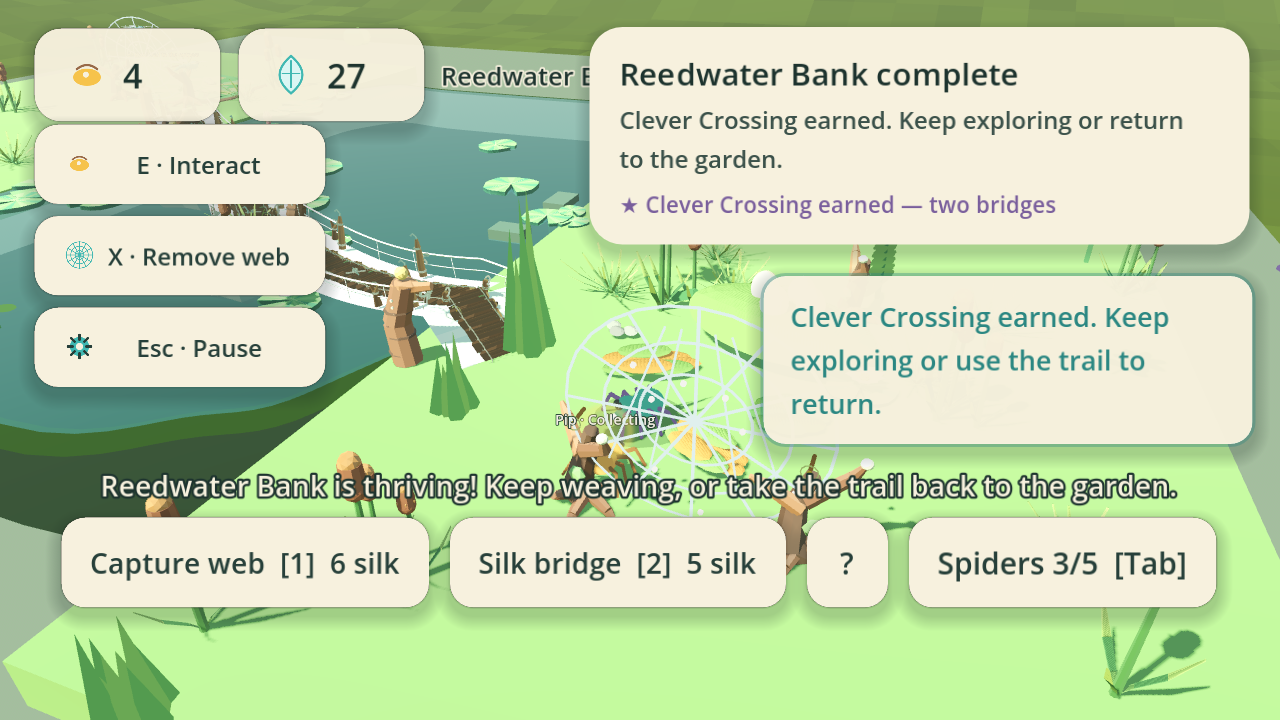 4
27
Reedwater
Reedwater Bank complete
Clever Crossing earned. Keep exploring or return
to the garden.
★ Clever Crossing earned — two bridges
E · Interact
X · Remove web
Esc · Pause
Clever Crossing earned. Keep
exploring or use the trail to
return.
Pip · Collecting
Reedwater Bank is thriving! Keep weaving, or take the trail back to the garden.
Capture web [1] 6 silk
Silk bridge [2] 5 silk
?
Spiders 3/5 [Tab]